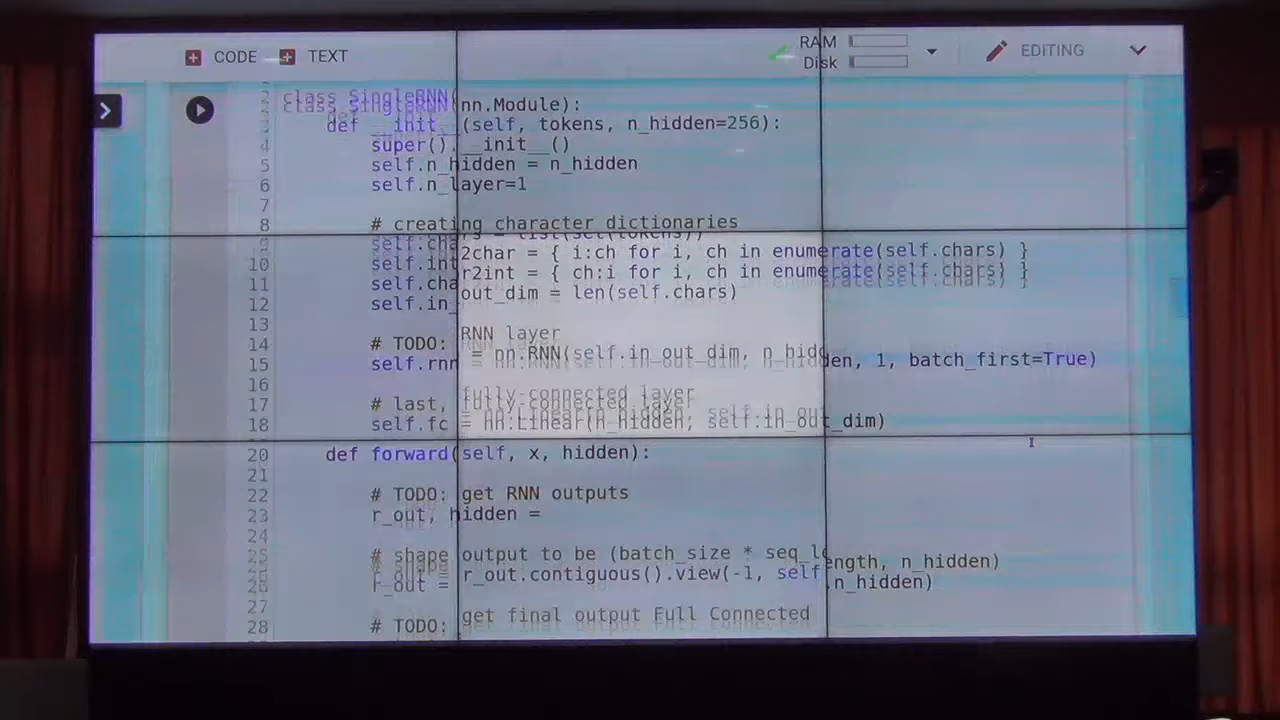 CODE TEXT RAM Disk EDITING
2 class SingleRNN(nn.Module):
3 def __init__(self, tokens, n_hidden=256):
4 super().__init__()
5 self.n_hidden = n_hidden
6 self.n_layer=1
7
8 # creating character dictionaries
9 self.chars = list(set(tokens))
10 self.int2char = { i:ch for i, ch in enumerate(self.chars) }
11 self.char2int = { ch:i for i, ch in enumerate(self.chars) }
12 self.in_out_dim = len(self.chars)
13
14 # TODO: RNN layer
15 self.rnn = nn.RNN(self.in_out_dim, n_hidden, 1, batch_first=True)
16
17 # last, fully-connected layer
18 self.fc = nn.Linear(n_hidden, self.in_out_dim)
20 def forward(self, x, hidden):
21
22 # TODO: get RNN outputs
23 r_out, hidden =
24
25 # shape output to be (batch_size * seq_length, n_hidden)
26 r_out = r_out.contiguous().view(-1, self.n_hidden)
27
28 # TODO: get final output Full Connected